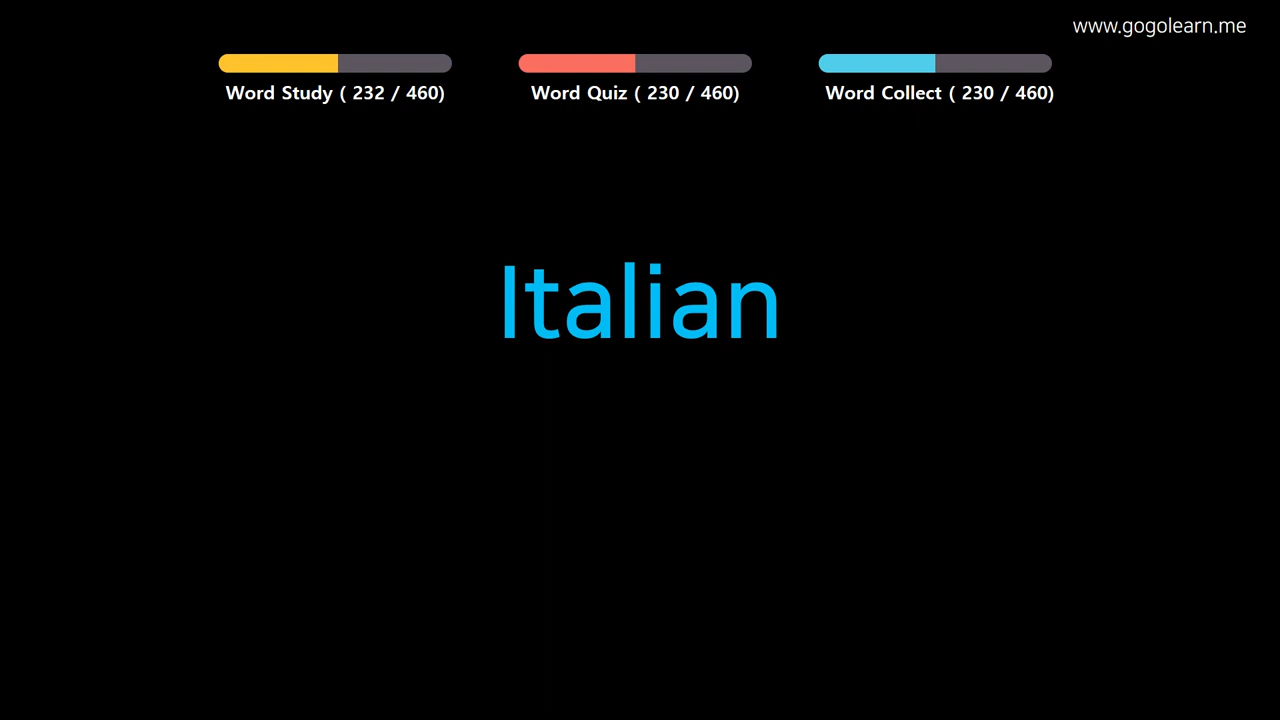 www.gogolearn.me
Word Study ( 232 / 460)
Word Quiz ( 230 / 460)
Word Collect ( 230 / 460)
Italian